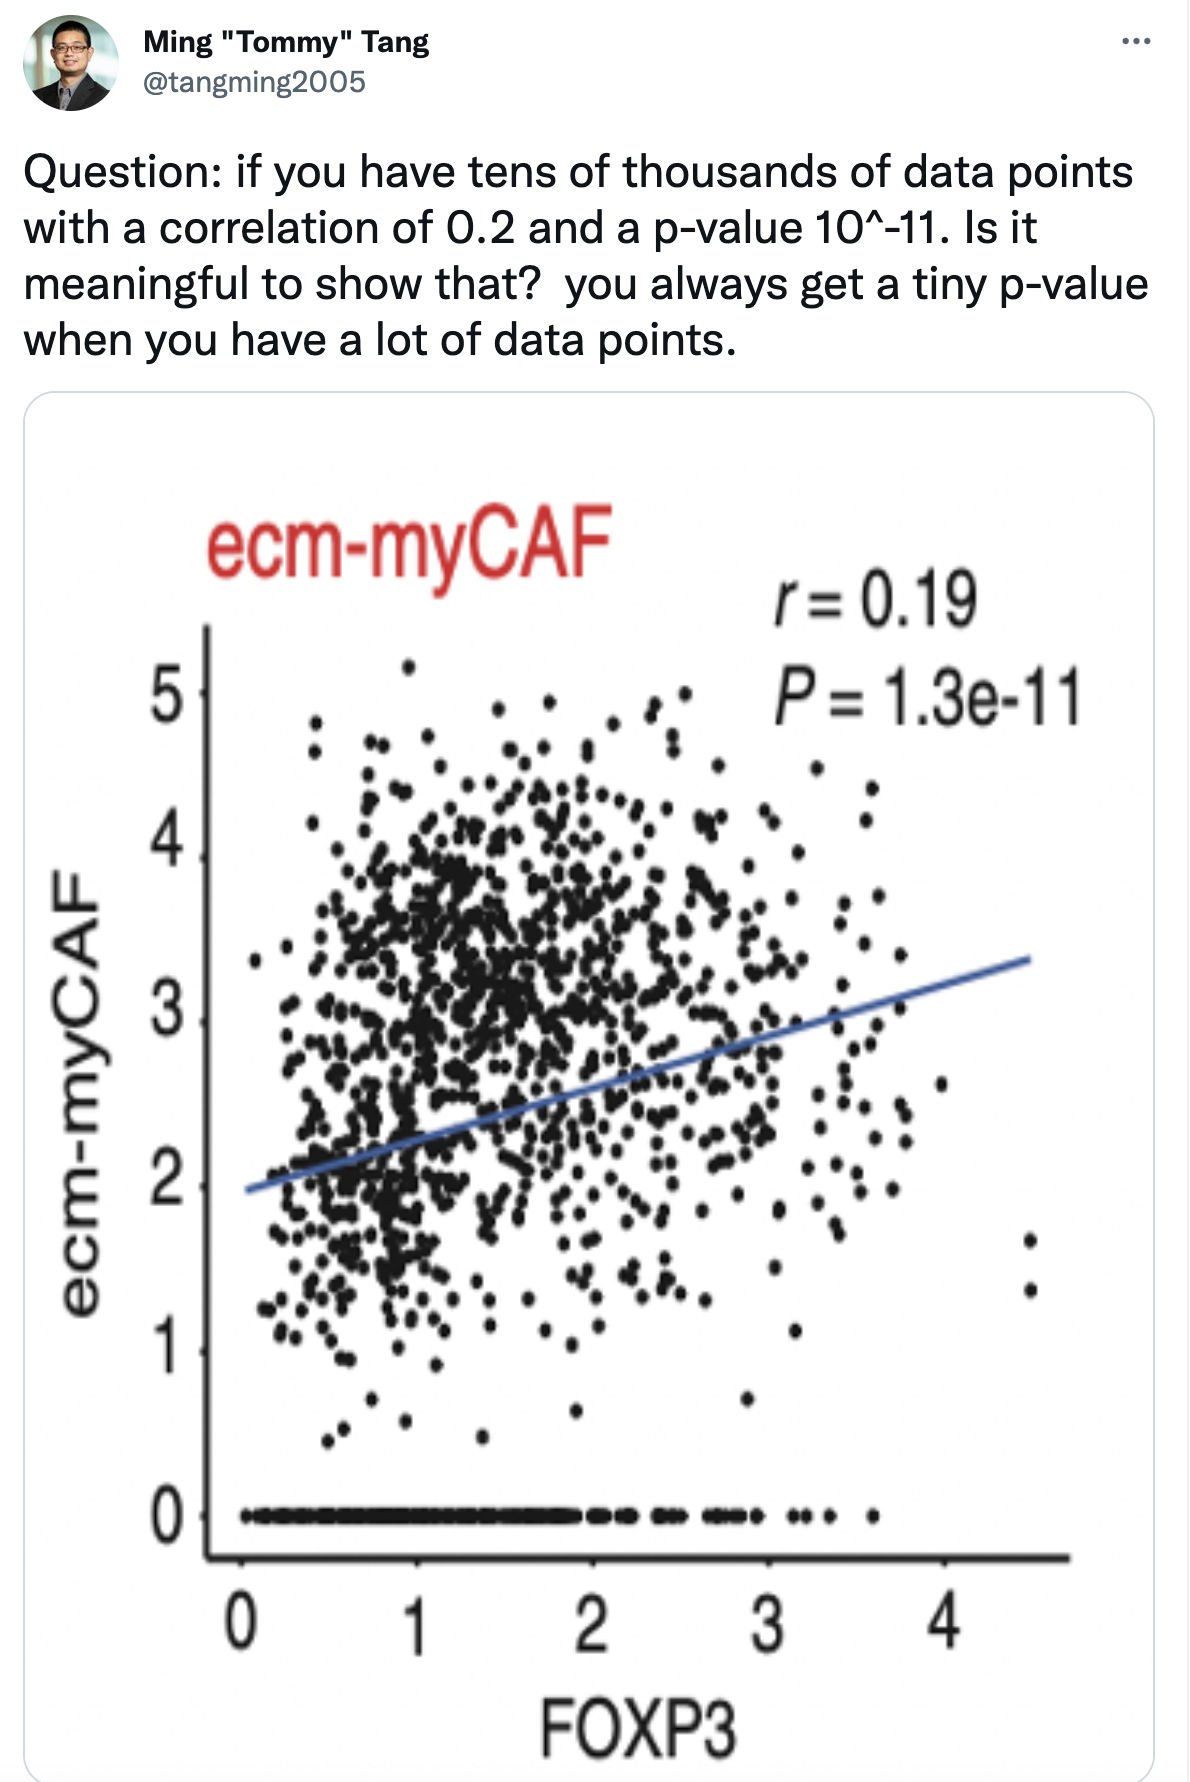 Ming "Tommy" Tang
@tangming2005
Question: if you have tens of thousands of data points
with a correlation of 0.2 and a p-value 10^-11. Is it
meaningful to show that?  you always get a tiny p-value
when you have a lot of data points.
ecm-myCAF
r = 0.19
P = 1.3e-11
5
4
3
2
1
0
ecm-myCAF
0 1 2 3 4
FOXP3